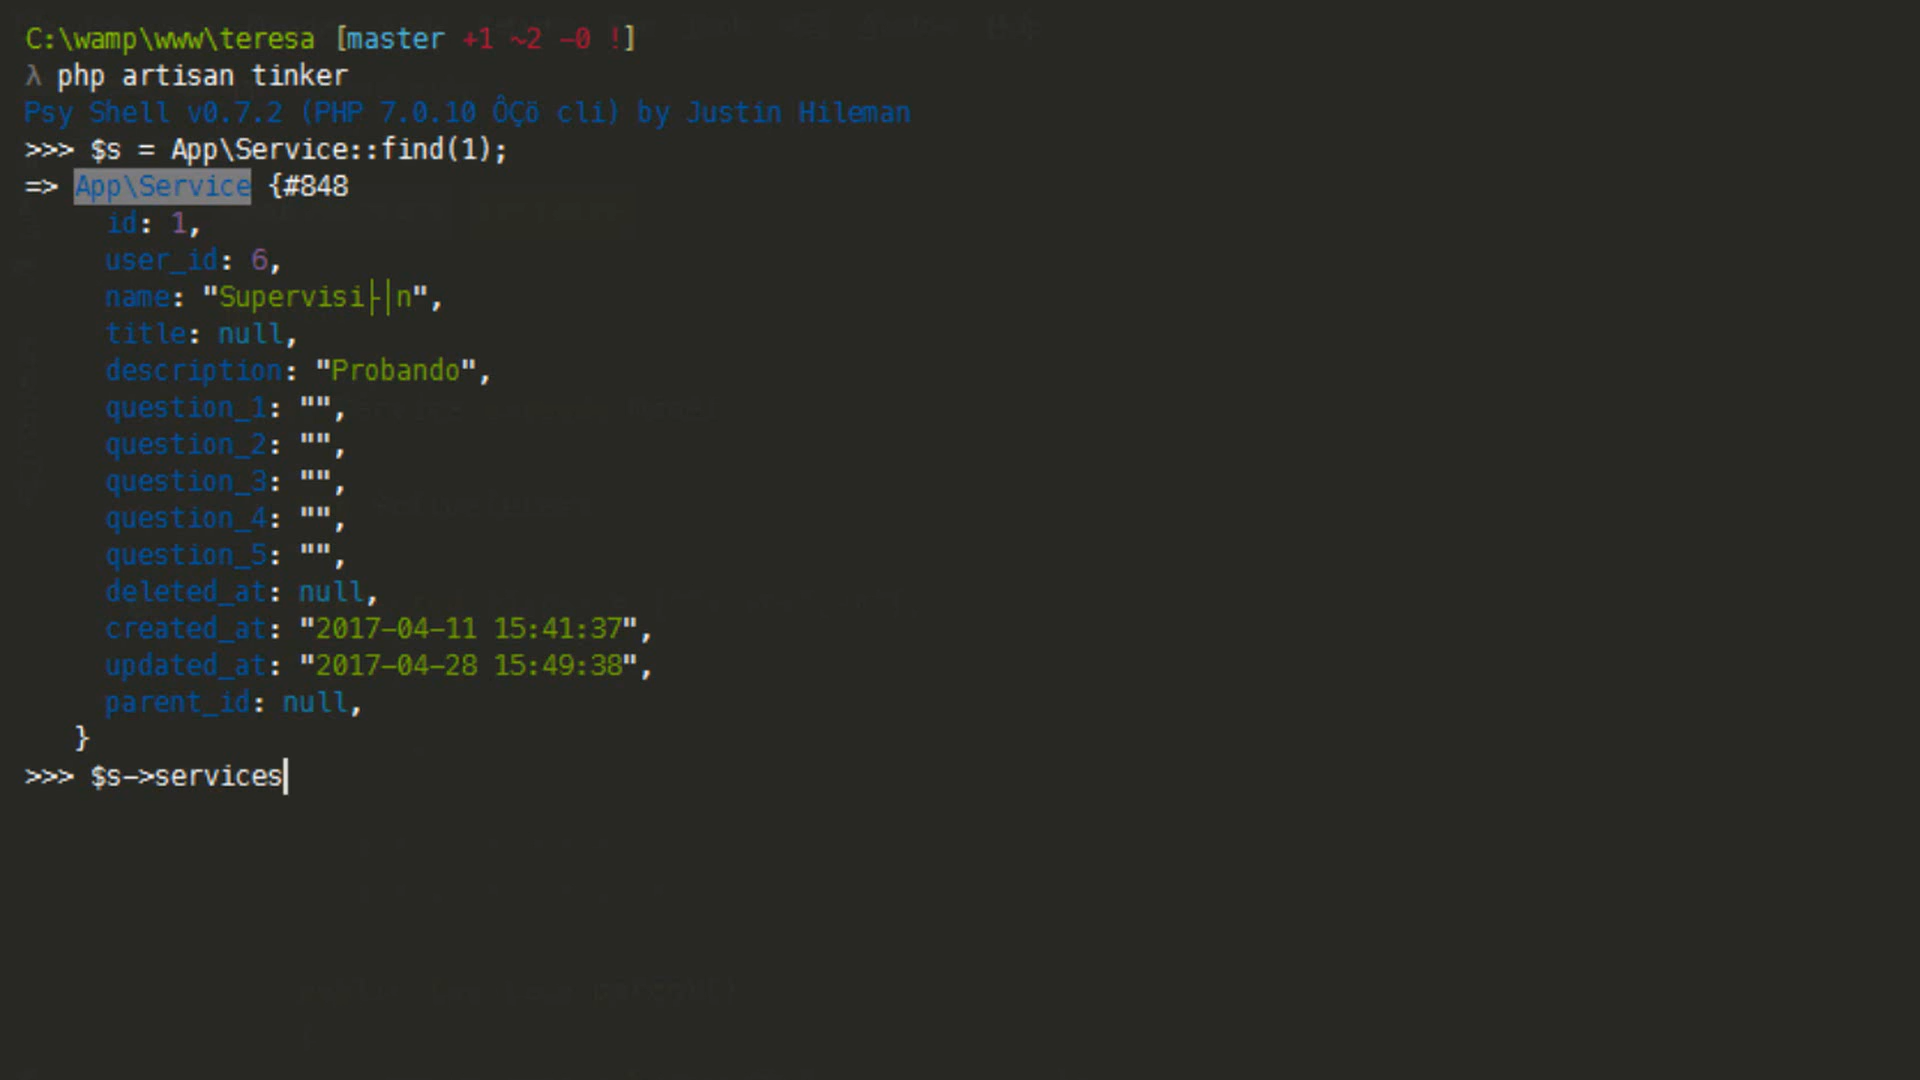 C:\wamp\www\teresa [master +1 ~2 -0 !]
λ php artisan tinker
Psy Shell v0.7.2 (PHP 7.0.10 ÔÇö cli) by Justin Hileman
>>> $s = App\Service::find(1);
=> App\Service {#848
id: 1,
user_id: 6,
name: "Supervisi├│n",
title: null,
description: "Probando",
question_1: "",
question_2: "",
question_3: "",
question_4: "",
question_5: "",
deleted_at: null,
created_at: "2017-04-11 15:41:37",
updated_at: "2017-04-28 15:49:38",
parent_id: null,
}
>>> $s->services